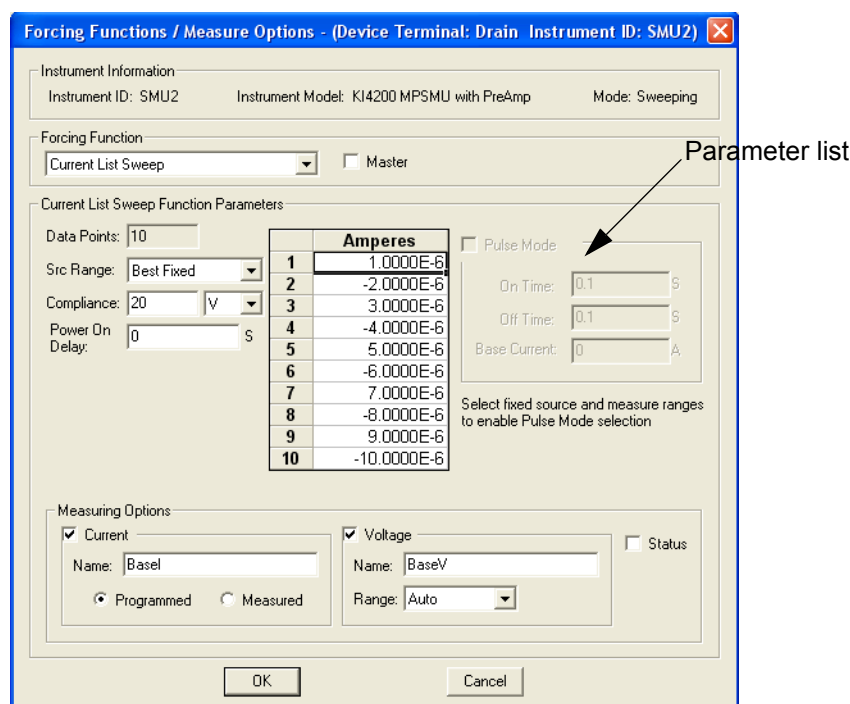 Forcing Functions / Measure Options - (Device Terminal: Drain Instrument ID: SMU2)
Instrument Information
Instrument ID: SMU2 Instrument Model: KI4200 MPSMU with PreAmp Mode: Sweeping
Forcing Function
Current List Sweep Master
Parameter list
Current List Sweep Function Parameters
Data Points: 10
Src Range: Best Fixed
Compliance: 20 V
Power On
Delay: 0 S
Amperes
1 1.0000E-6
2 -2.0000E-6
3 3.0000E-6
4 -4.0000E-6
5 5.0000E-6
6 -6.0000E-6
7 7.0000E-6
8 -8.0000E-6
9 9.0000E-6
10 -10.0000E-6
Pulse Mode
On Time: 0.1 S
Off Time: 0.1 S
Base Current: 0 A
Select fixed source and measure ranges
to enable Pulse Mode selection
Measuring Options
Current
Name: BaseI
Programmed Measured
Voltage
Name: BaseV
Range: Auto
Status
OK Cancel